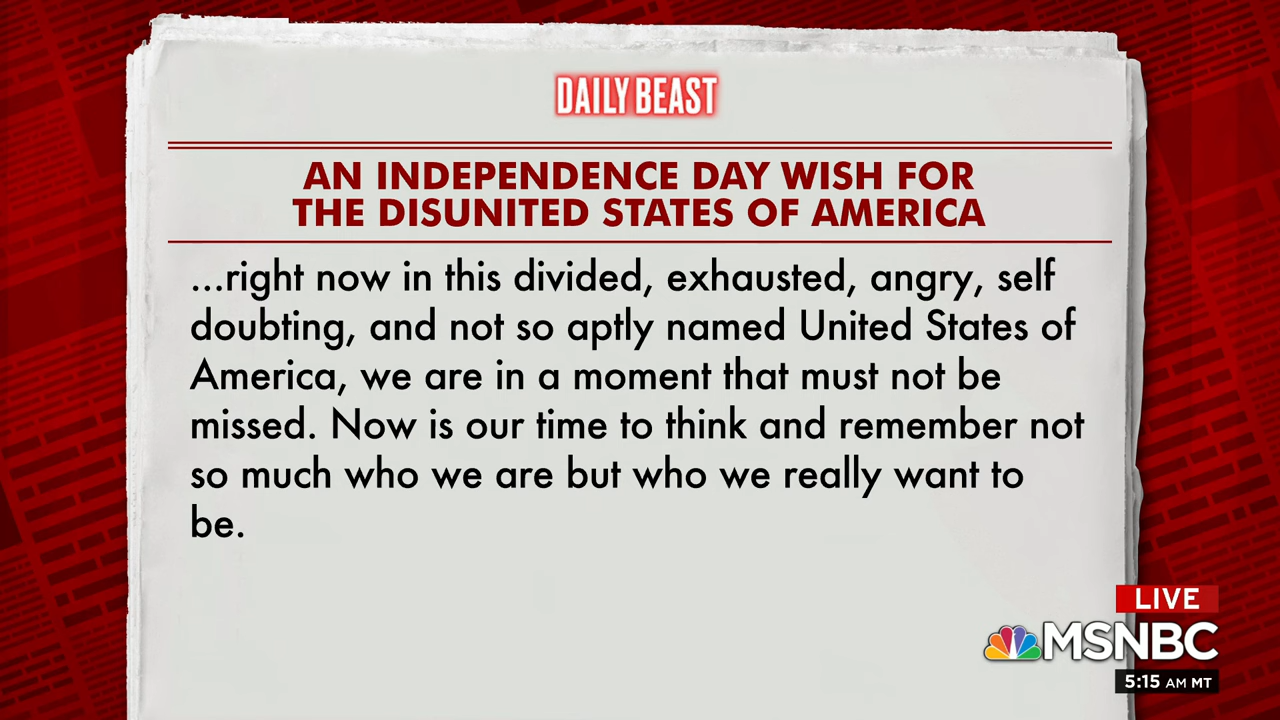 DAILY BEAST
AN INDEPENDENCE DAY WISH FOR
THE DISUNITED STATES OF AMERICA
...right now in this divided, exhausted, angry, self
doubting, and not so aptly named United States of
America, we are in a moment that must not be
missed. Now is our time to think and remember not
so much who we are but who we really want to
be.
LIVE
MSNBC
5:15 AM MT